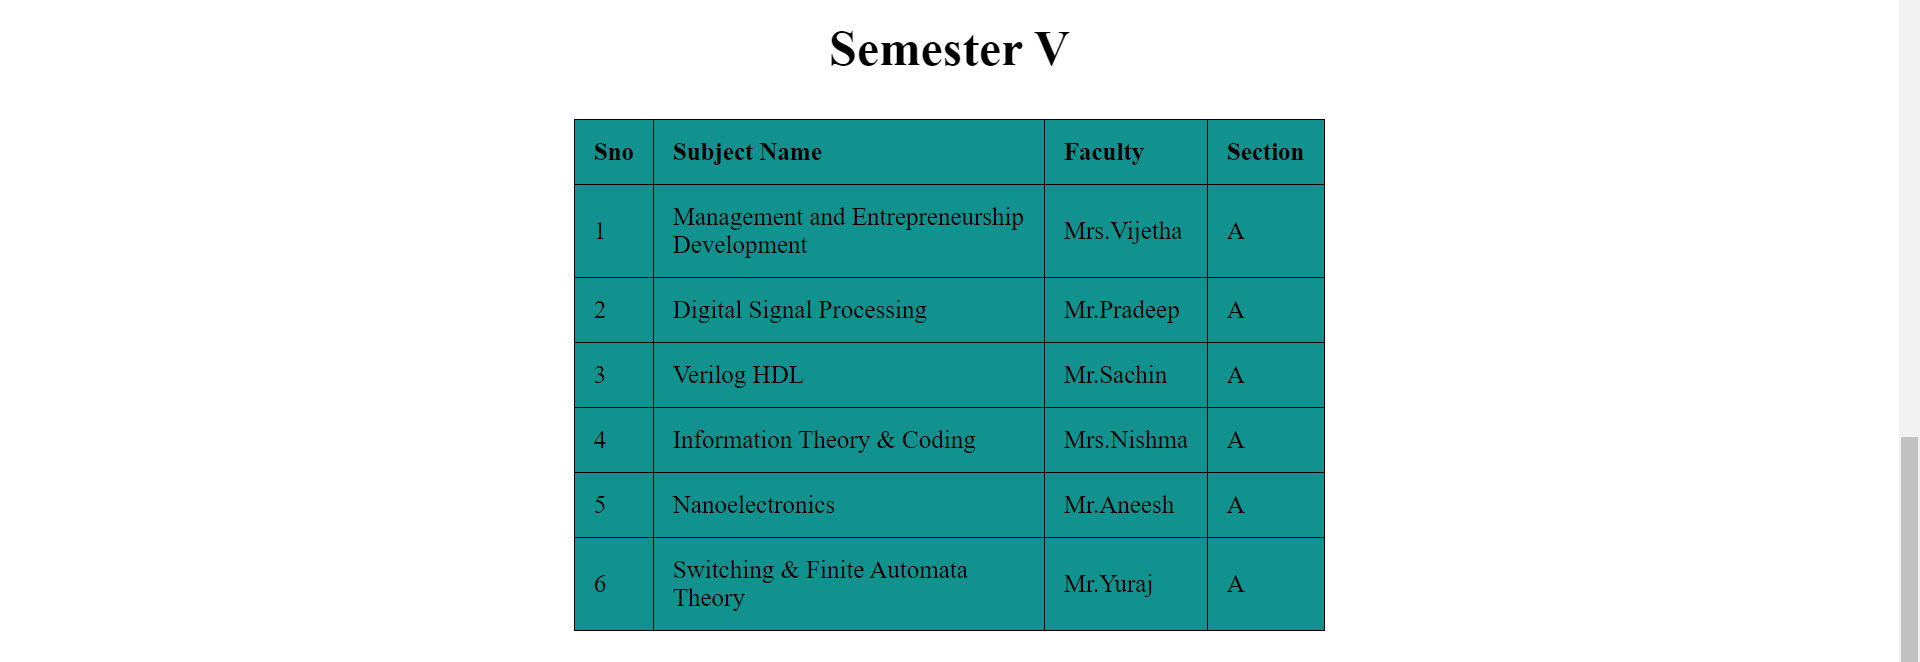 Semester V
Sno Subject Name Faculty Section
1 Management and Entrepreneurship Mrs.Vijetha A
Development
2 Digital Signal Processing Mr.Pradeep A
3 Verilog HDL Mr.Sachin A
4 Information Theory & Coding Mrs.Nishma A
5 Nanoelectronics Mr.Aneesh A
6 Switching & Finite Automata Mr.Yuraj A
Theory